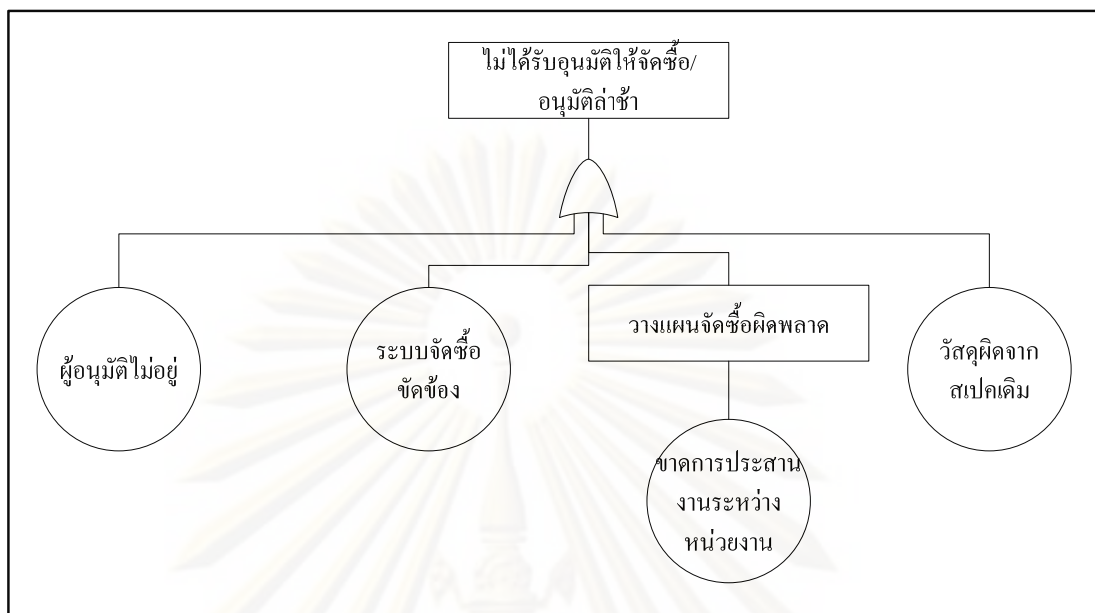 ไม่ได้รับอุนมัติให้จัดซื้อ/
อนุมัติล่าช้า
ผู้อนุมัติไม่อยู่
ระบบจัดซื้อ
ขัดข้อง
วางแผนจัดซื้อผิดพลาด
วัสดุผิดจาก
สเปคเดิม
ขาดการประสาน
งานระหว่าง
หน่วยงาน